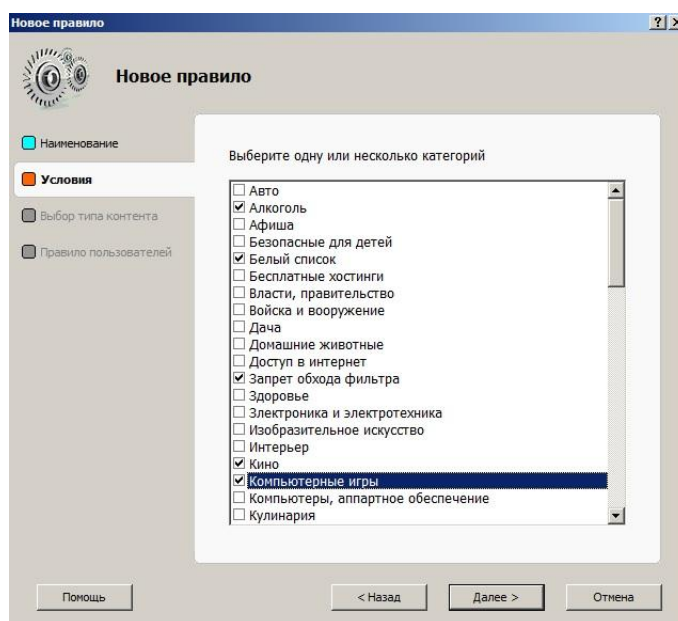 Новое правило
Новое правило
Наименование
Условия
Выбор типа контента
Правило пользователей
Выберите одну или несколько категорий
Авто
Алкоголь
Афиша
Безопасные для детей
Белый список
Бесплатные хостинги
Власти, правительство
Войска и вооружение
Дача
Домашние животные
Доступ в интернет
Запрет обхода фильтра
Здоровье
Электроника и электротехника
Изобразительное искусство
Интерьер
Кино
Компьютерные игры
Компьютеры, аппартное обеспечение
Кулинария
Помощь
< Назад
Далее >
Отмена